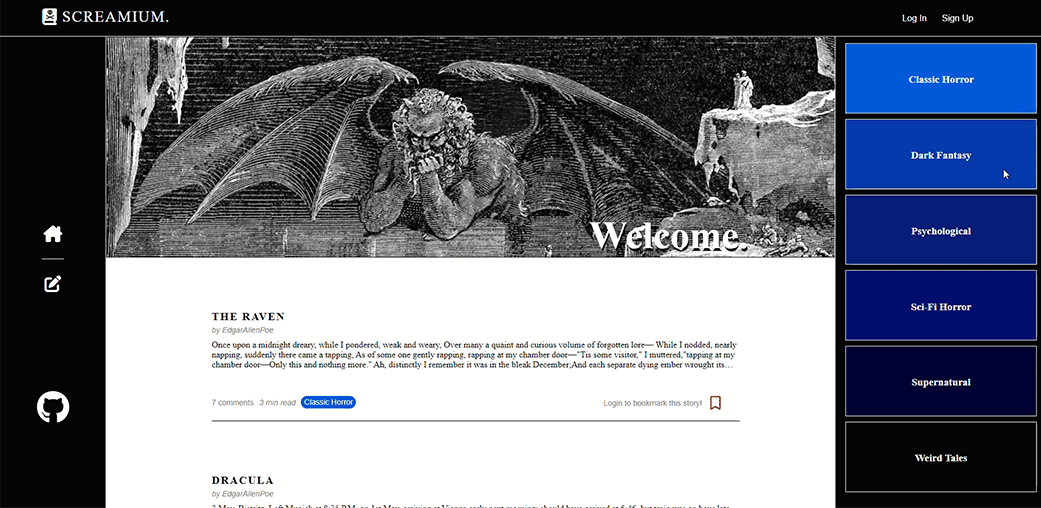 SCREAMIUM.
Log In
Sign Up
Welcome.
Classic Horror
Dark Fantasy
Psychological
Sci-Fi Horror
Supernatural
Weird Tales
THE RAVEN
by EdgarAllenPoe
Once upon a midnight dreary, while I pondered, weak and weary, Over many a quaint and curious volume of forgotten lore— While I nodded, nearly
napping, suddenly there came a tapping, As of some one gently rapping, rapping at my chamber door—"Tis some visitor," I muttered,"tapping at my
chamber door—Only this and nothing more." Ah, distinctly I remember it was in the bleak December;And each separate dying ember wrought its…
7 comments 3 min read Classic Horror
Login to bookmark this story!
DRACULA
by EdgarAllenPoe